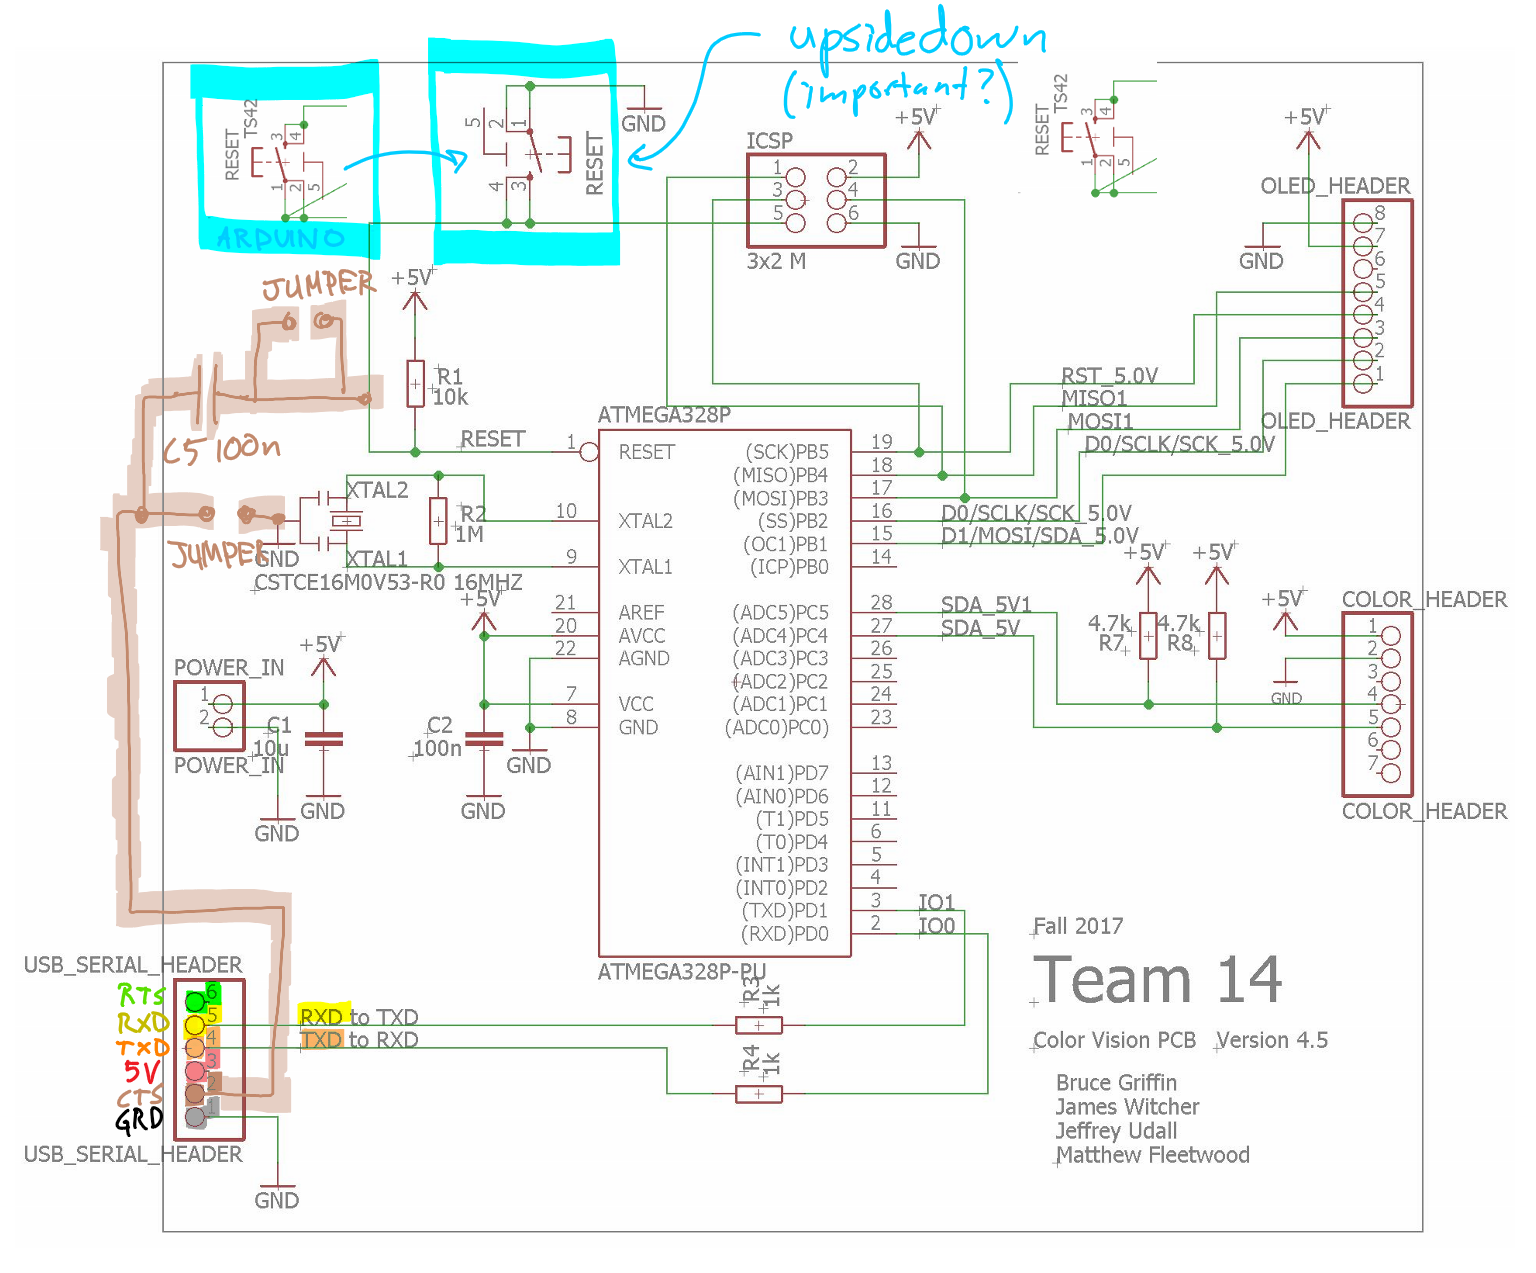 upsidedown
(important?)
RESET
TS42
3
4
1
2
5
ARDUNO
5
2
1
4
3
RESET
GND
ICSP
1
2
3
4
5
6
3x2 M
+5V
GND
RESET
TS42
3
4
1
2
5
+5V
OLED_HEADER
8
7
6
5
4
3
2
1
OLED_HEADER
GND
JUMPER
+5V
R1
10k
C5 100n
RESET
JUMPER
GND
XTAL2
XTAL1
R2
1M
CSTCE16M0V53-R0 16MHZ
RST_5.0V
MISO1
MOSI1
D0/SCLK/SCK_5.0V
D0/SCLK/SCK_5.0V
D1/MOSI/SDA_5.0V
ATMEGA328P
1 RESET
10 XTAL2
9 XTAL1
21 AREF
20 AVCC
22 AGND
7 VCC
8 GND
(SCK)PB5 19
(MISO)PB4 18
(MOSI)PB3 17
(SS)PB2 16
(OC1)PB1 15
(ICP)PB0 14
(ADC5)PC5 28
(ADC4)PC4 27
(ADC3)PC3 26
(ADC2)PC2 25
(ADC1)PC1 24
(ADC0)PC0) 23
(AIN1)PD7 13
(AIN0)PD6 12
(T1)PD5 11
(T0)PD4 6
(INT1)PD3 5
(INT0)PD2 4
(TXD)PD1 3
(RXD)PD0 2
ATMEGA328P-PU
IO1
IO0
SDA_5V1
SDA_5V
+5V
+5V
4.7k
R7
4.7k
R8
+5V
GND
COLOR_HEADER
1
2
3
4
5
6
7
COLOR_HEADER
+5V
C2
100n
GND
GND
+5V
POWER_IN
1
2
POWER_IN
C1
10u
GND
GND
USB_SERIAL_HEADER
RTS 6
RXD 5
TXD 4
5V 3
CTS 2
GRD 1
USB_SERIAL_HEADER
GND
RXD to TXD
TXD to RXD
R3
1k
R4
1k
Fall 2017
Team 14
Color Vision PCB Version 4.5
Bruce Griffin
James Witcher
Jeffrey Udall
Matthew Fleetwood